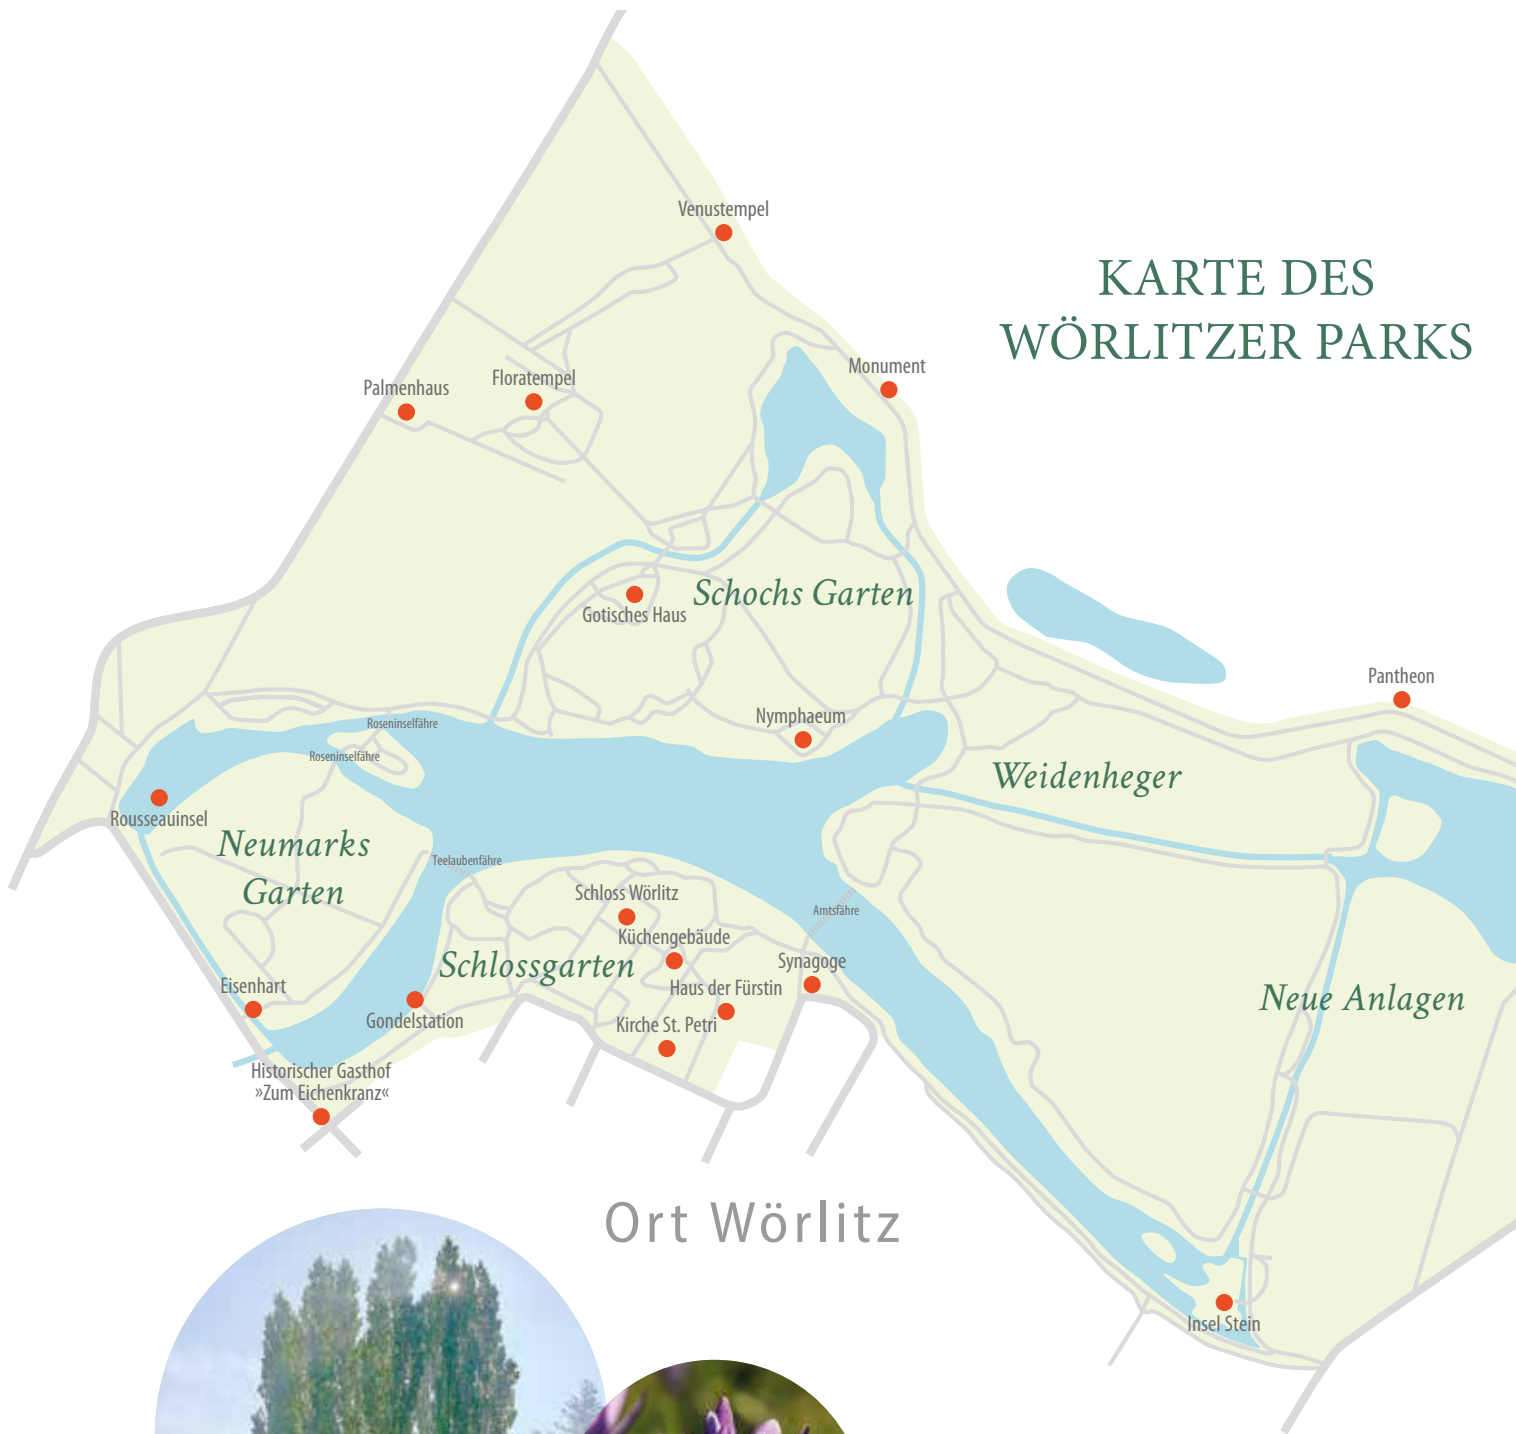 Venustempel
KARTE DES
WÖRLITZER PARKS
Monument
Palmenhaus
Floratempel
Schochs Garten
Gotisches Haus
Pantheon
Nymphaeum
Roseninselfähre
Roseninselfähre
Weidenheger
Rousseauinsel
Neumarks
Garten
Teelaubenfähre
Schloss Wörlitz
Amtsfähre
Küchengebäude
Schlossgarten
Synagoge
Eisenhart
Haus der Fürstin
Neue Anlagen
Gondelstation
Kirche St. Petri
Historischer Gasthof
»Zum Eichenkranz«
Ort Wörlitz
Insel Stein